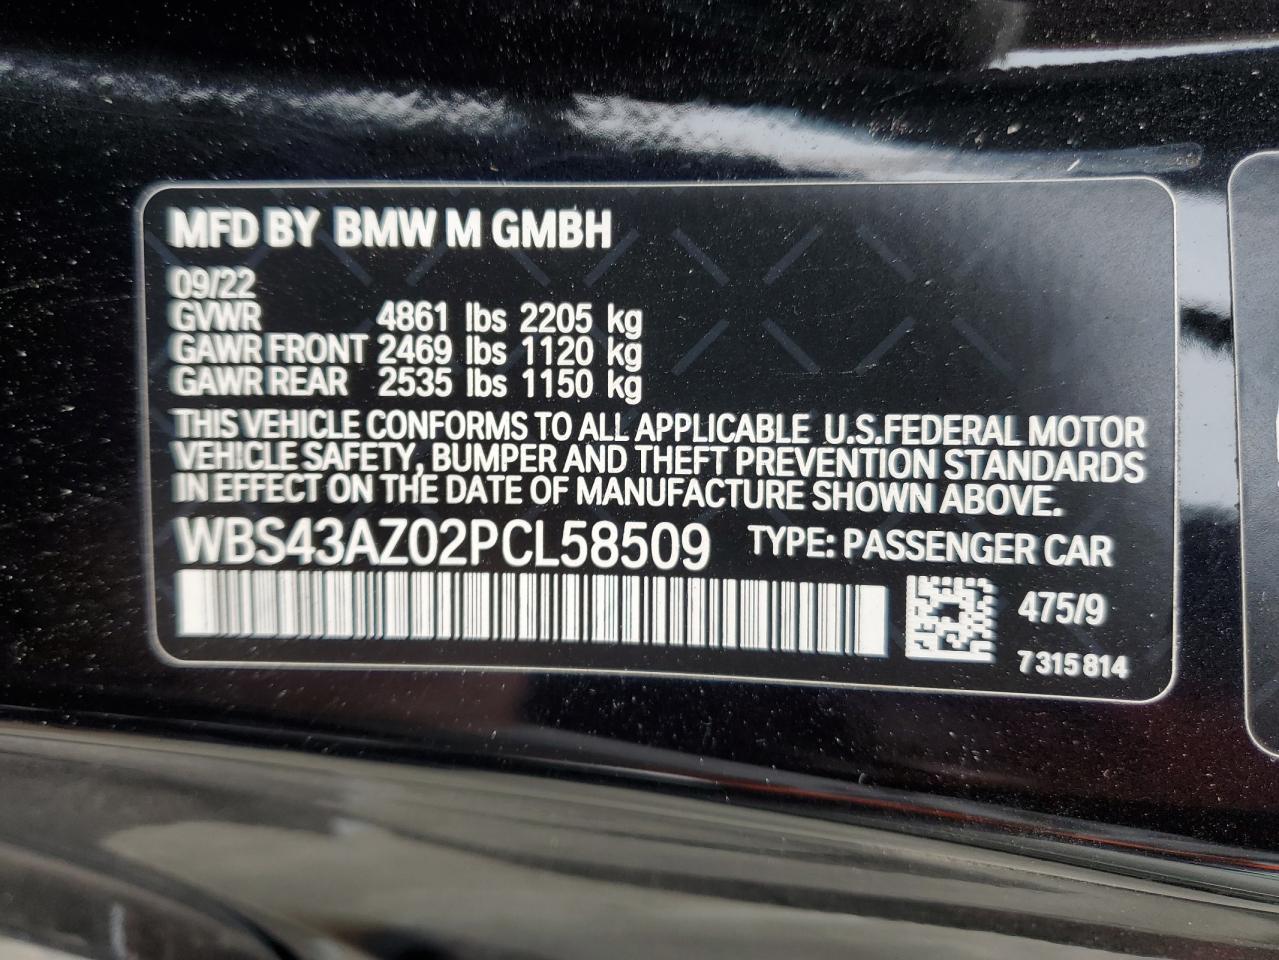 MFD BY BMW M GMBH
09/22
GVWR 4861 lbs 2205 kg
GAWR FRONT 2469 lbs 1120 kg
GAWR REAR 2535 lbs 1150 kg
THIS VEHICLE CONFORMS TO ALL APPLICABLE U.S.FEDERAL MOTOR
VEHICLE SAFETY, BUMPER AND THEFT PREVENTION STANDARDS
IN EFFECT ON THE DATE OF MANUFACTURE SHOWN ABOVE.
WBS43AZ02PCL58509 TYPE: PASSENGER CAR
475/9
7 315 814